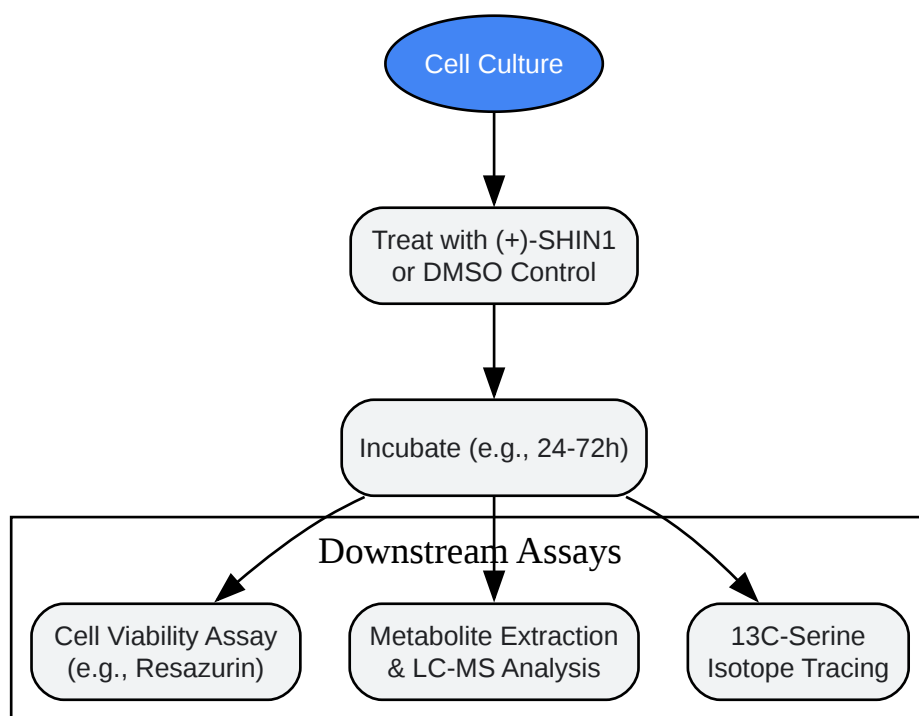 Cell Culture
Treat with (+)-SHIN1
or DMSO Control
Incubate (e.g., 24-72h)
Downstream Assays
Cell Viability Assay
(e.g., Resazurin)
Metabolite Extraction
& LC-MS Analysis
13C-Serine
Isotope Tracing